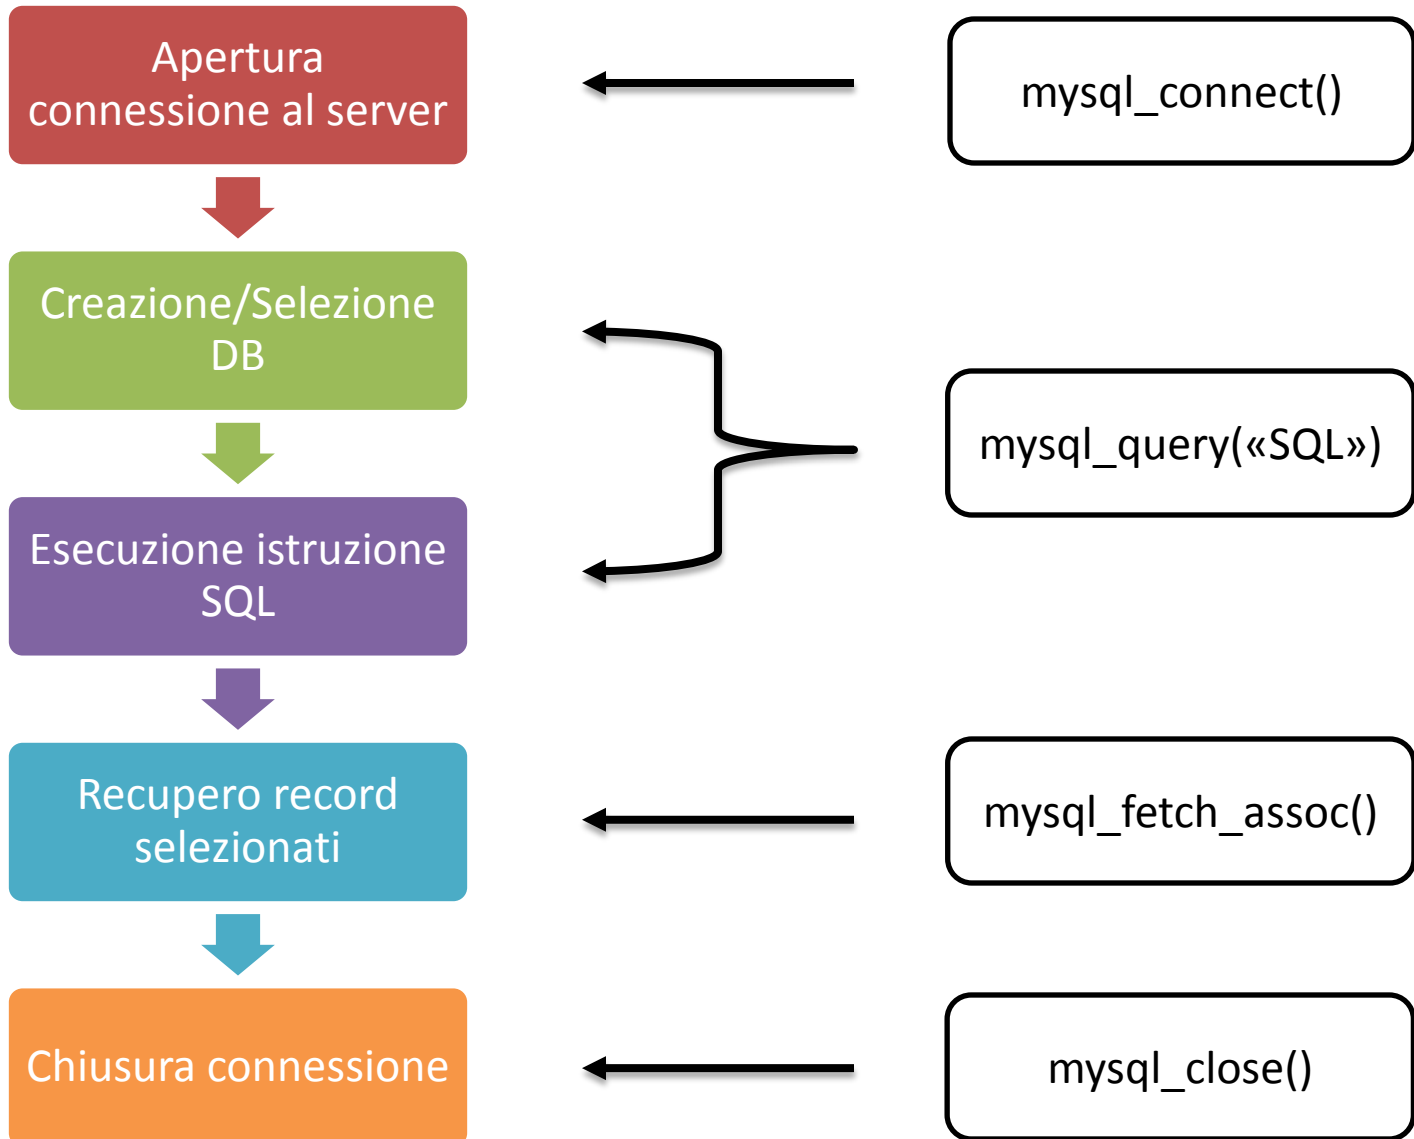 Apertura
connessione al server
mysql_connect()
Creazione/Selezione
DB
mysql_query(«SQL»)
Esecuzione istruzione
SQL
Recupero record
selezionati
mysql_fetch_assoc()
Chiusura connessione
mysql_close()